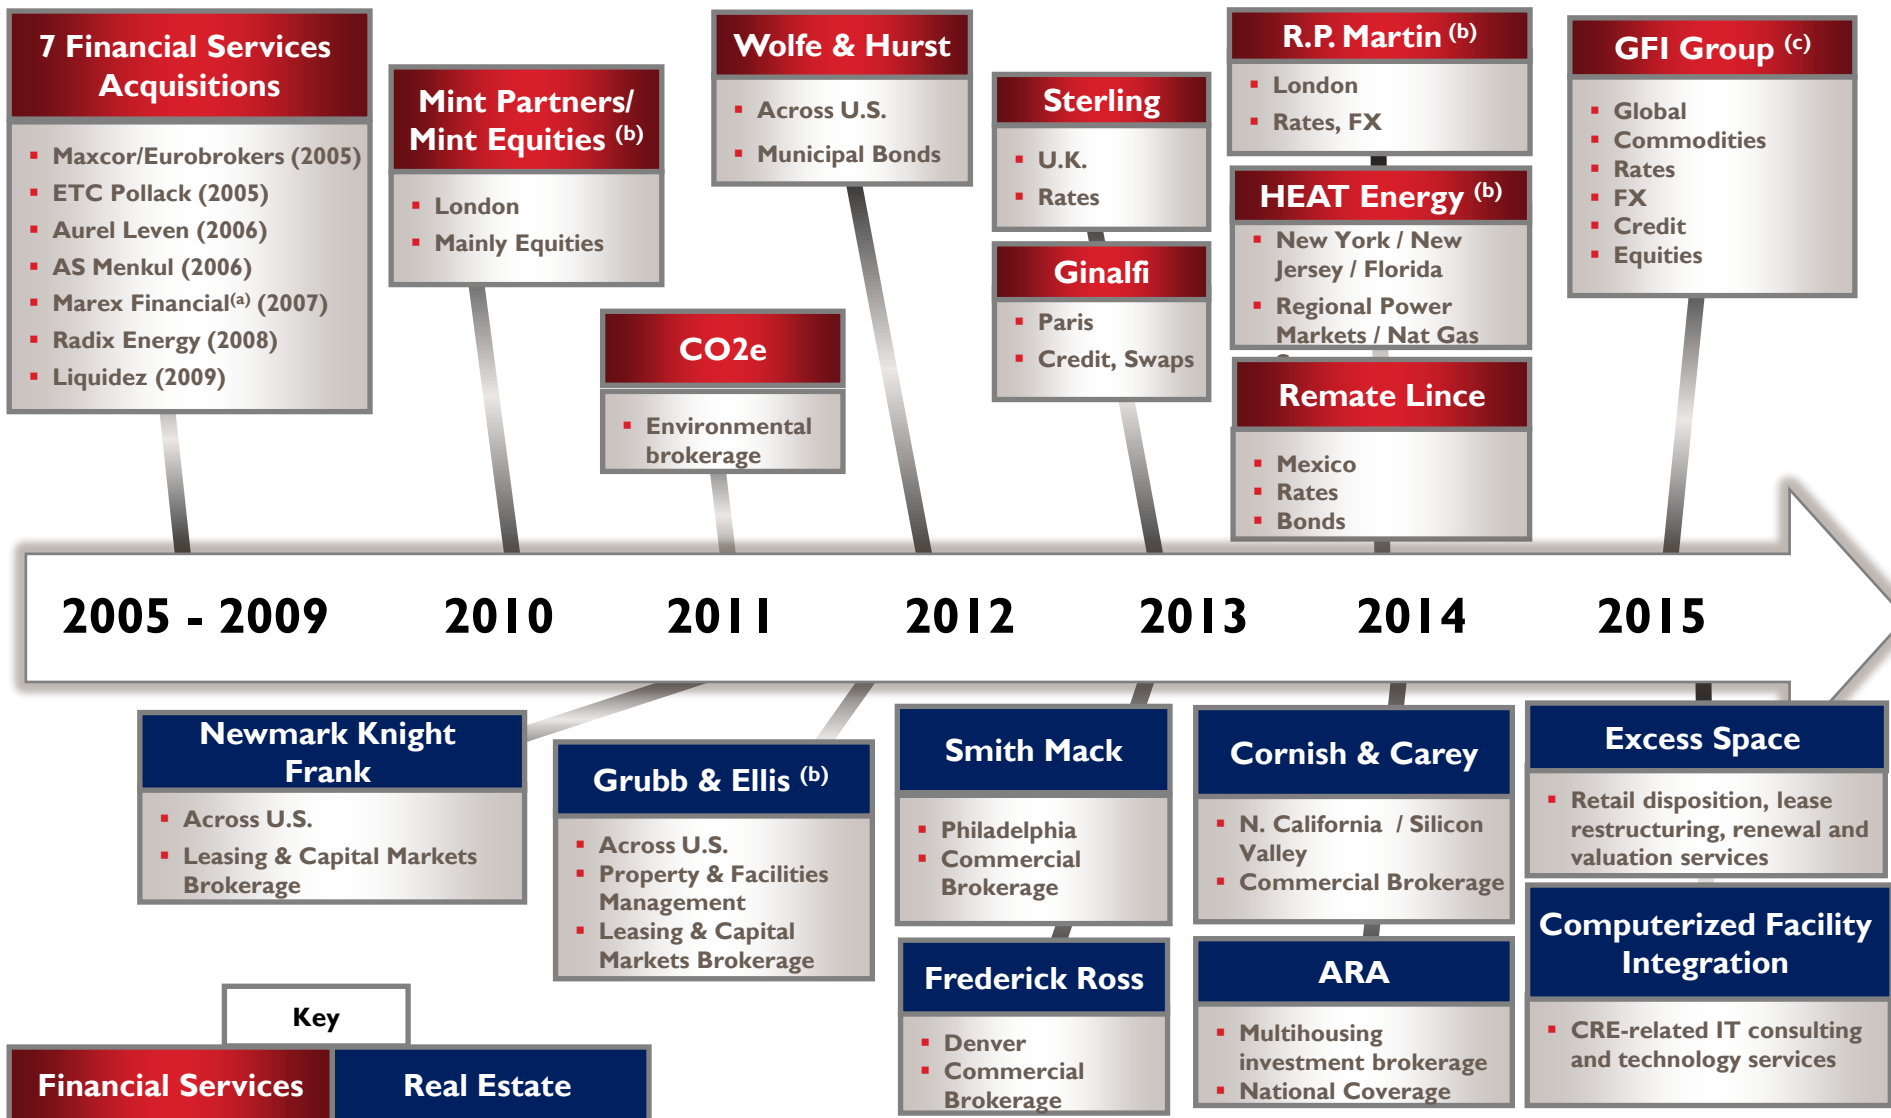 7 Financial Services
Acquisitions
Maxcor/Eurobrokers (2005)
ETC Pollack (2005)
Aurel Leven (2006)
AS Menkul (2006)
Marex Financial(a) (2007)
Radix Energy (2008)
Liquidez (2009)
Mint Partners/
Mint Equities (b)
London
Mainly Equities
CO2e
Environmental
brokerage
Wolfe & Hurst
Across U.S.
Municipal Bonds
Sterling
U.K.
Rates
Ginalfi
Paris
Credit, Swaps
R.P. Martin (b)
London
Rates, FX
HEAT Energy (b)
New York / New
Jersey / Florida
Regional Power
Markets / Nat Gas
Remate Lince
Mexico
Rates
Bonds
GFI Group (c)
Global
Commodities
Rates
FX
Credit
Equities
2005 - 2009
2010
2011
2012
2013
2014
2015
Newmark Knight
Frank
Across U.S.
Leasing & Capital Markets
Brokerage
Grubb & Ellis (b)
Across U.S.
Property & Facilities
Management
Leasing & Capital
Markets Brokerage
Smith Mack
Philadelphia
Commercial
Brokerage
Frederick Ross
Denver
Commercial
Brokerage
Cornish & Carey
N. California / Silicon
Valley
Commercial Brokerage
ARA
Multihousing
investment brokerage
National Coverage
Excess Space
Retail disposition, lease
restructuring, renewal and
valuation services
Computerized Facility
Integration
CRE-related IT consulting
and technology services
Key
Financial Services
Real Estate